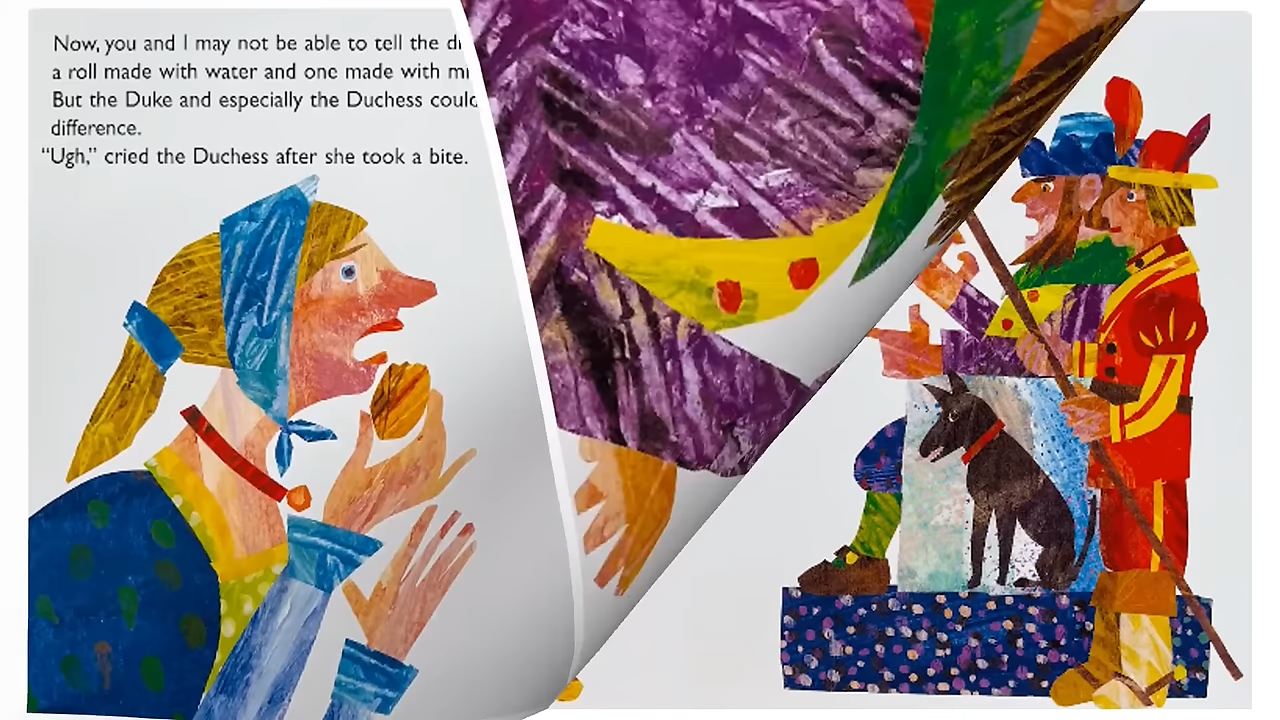 Now, you and I may not be able to tell the
a roll made with water and one made with
But the Duke and especially the Duchess could
difference.
“Ugh,” cried the Duchess after she took a bite.